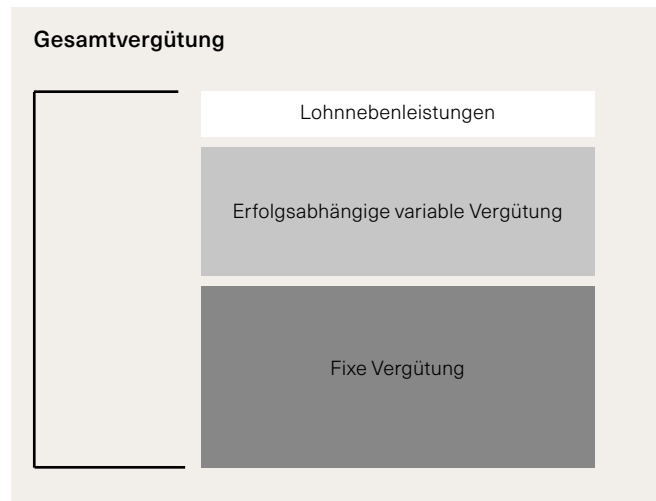 Gesamtvergütung
Lohnnebenleistungen
Erfolgsabhängige variable Vergütung
Fixe Vergütung